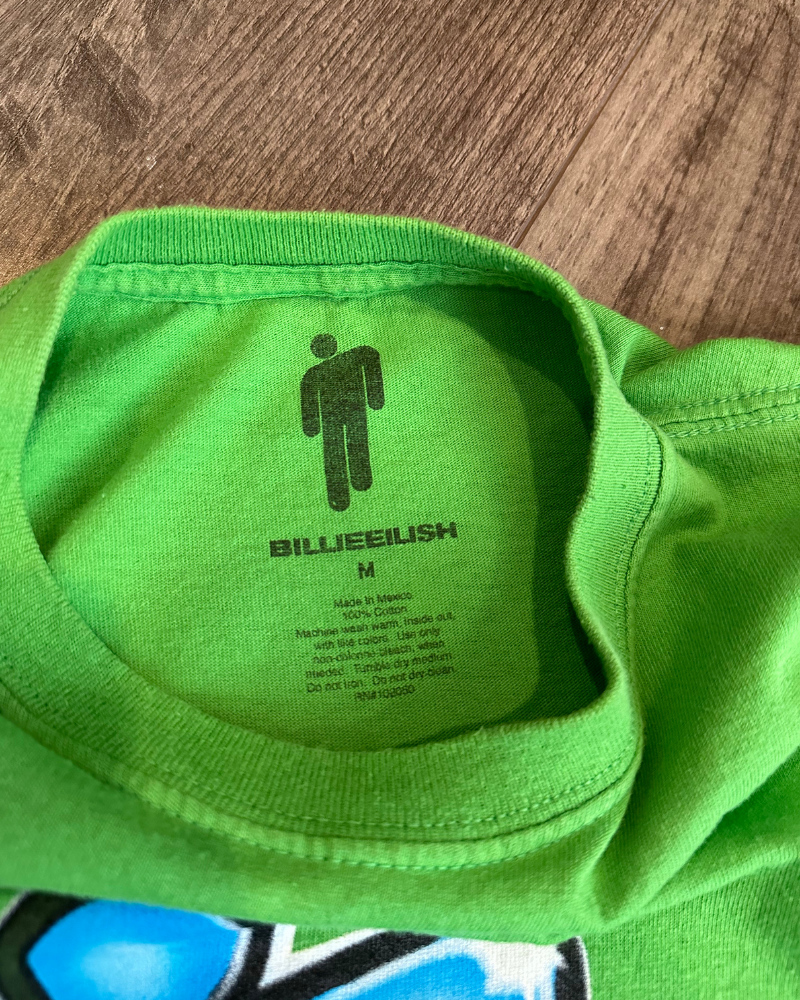 BILLIEEILISH
M
Made In Mexico
100% Cotton
Machine wash warm, inside out,
with like colors. Use only
non-chlorine bleach, when
needed. Tumble dry medium.
Do not iron. Do not dry clean.